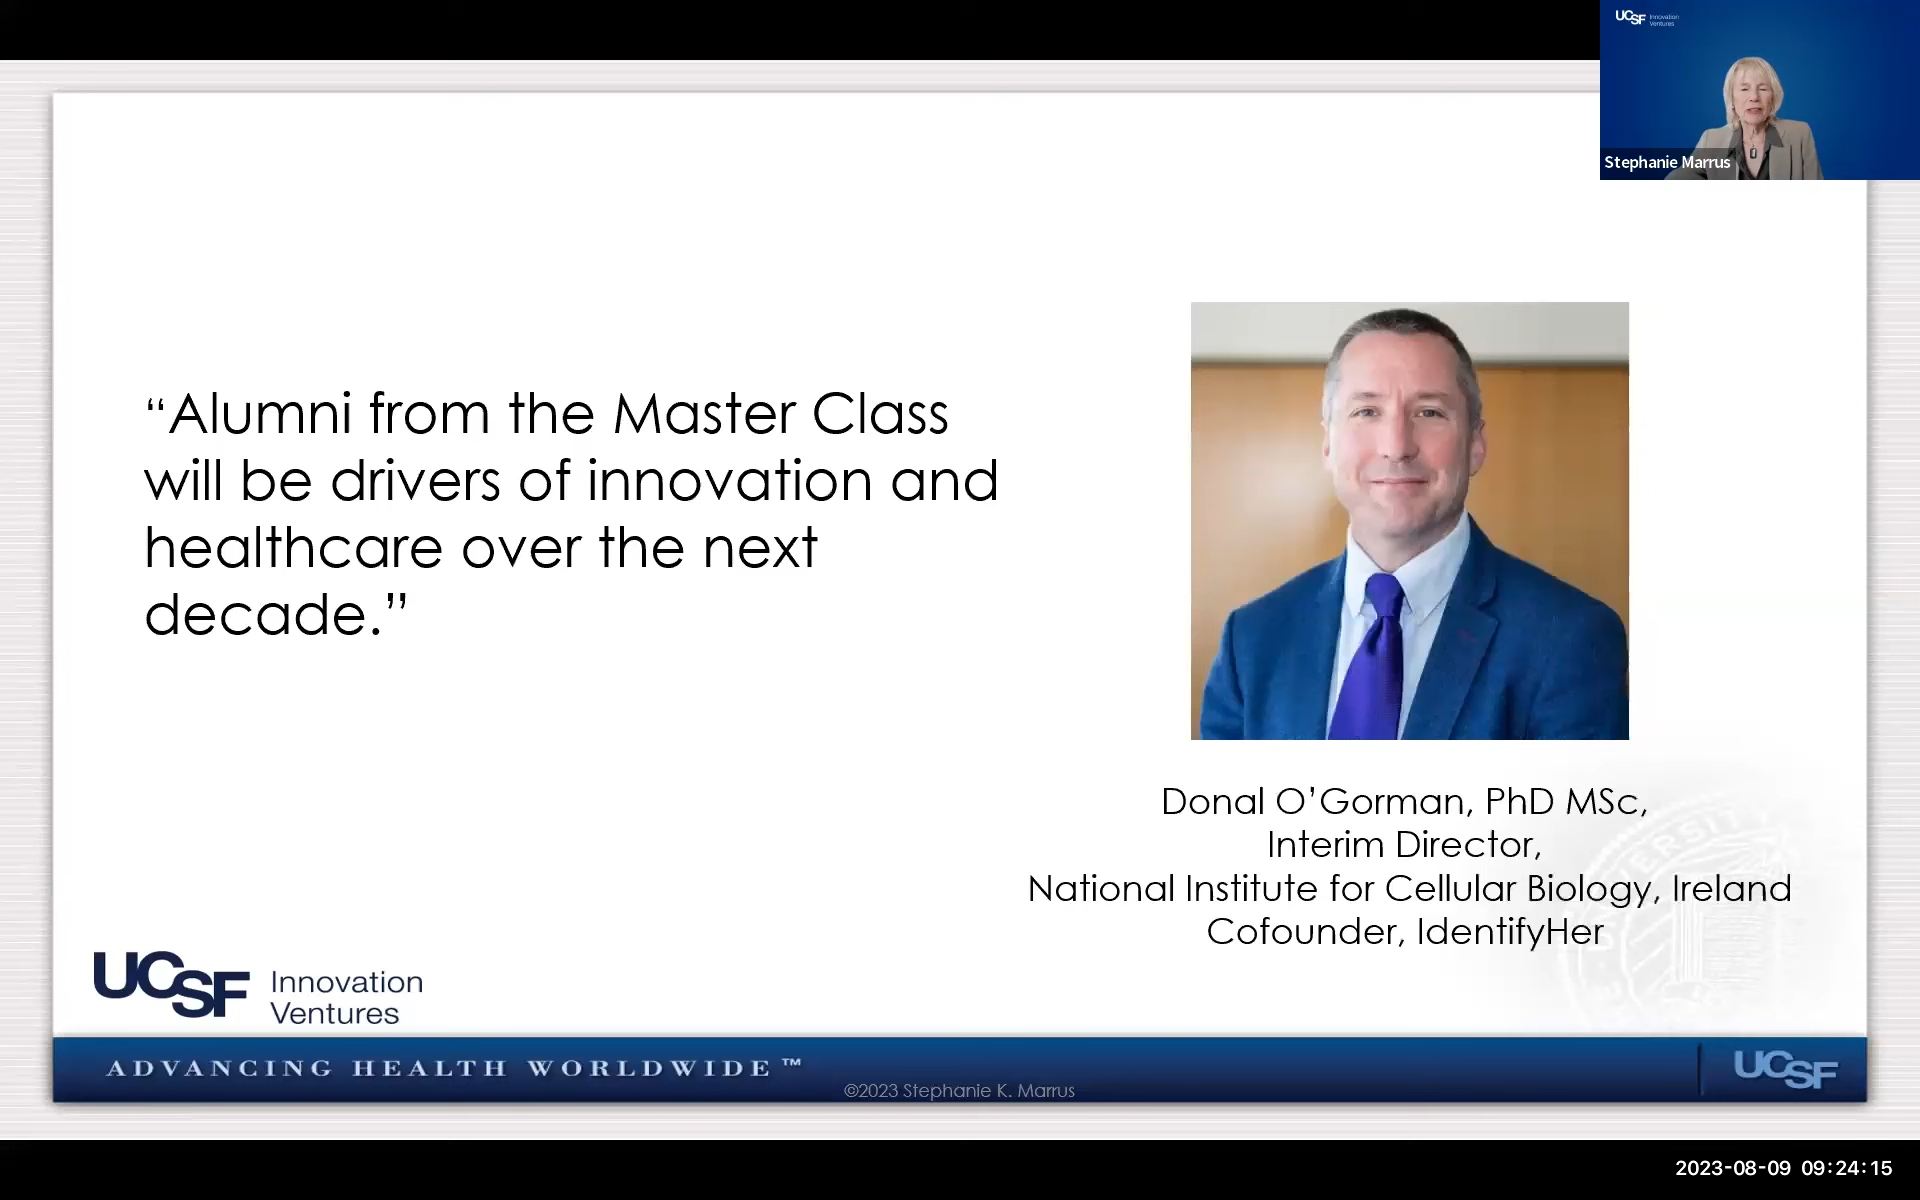 UCSF Innovation
Ventures
Stephanie Marrus
“Alumni from the Master Class
will be drivers of innovation and
healthcare over the next
decade.”
Donal O’Gorman, PhD MSc,
Interim Director,
National Institute for Cellular Biology, Ireland
Cofounder, IdentifyHer
UCSF Innovation
Ventures
ADVANCING HEALTH WORLDWIDE™
©2023 Stephanie K. Marrus
UCSF
2023-08-09 09:24:15